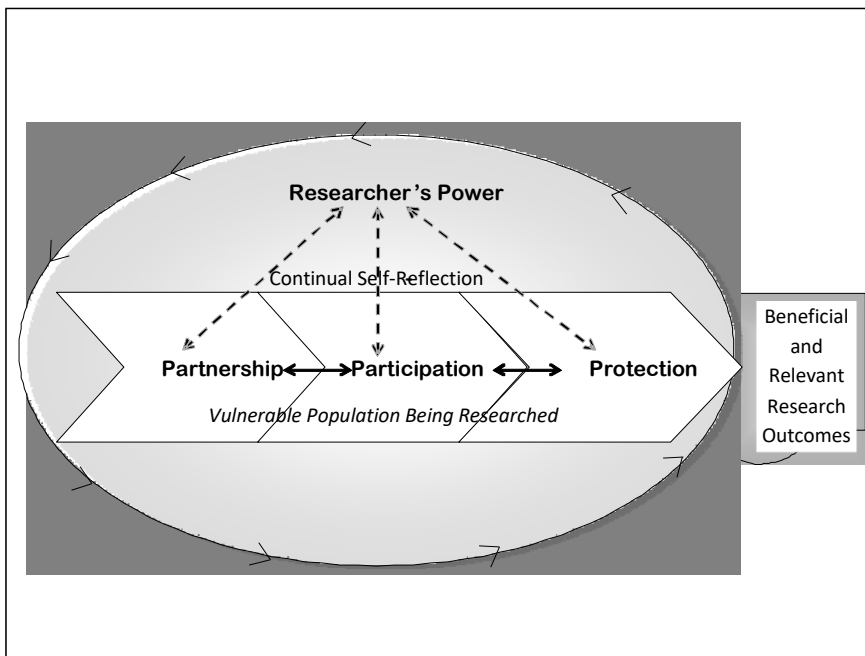 Researcher's Power
Continual Self-Reflection
Partnership
Participation
Protection
Vulnerable Population Being Researched
Beneficial
and
Relevant
Research
Outcomes